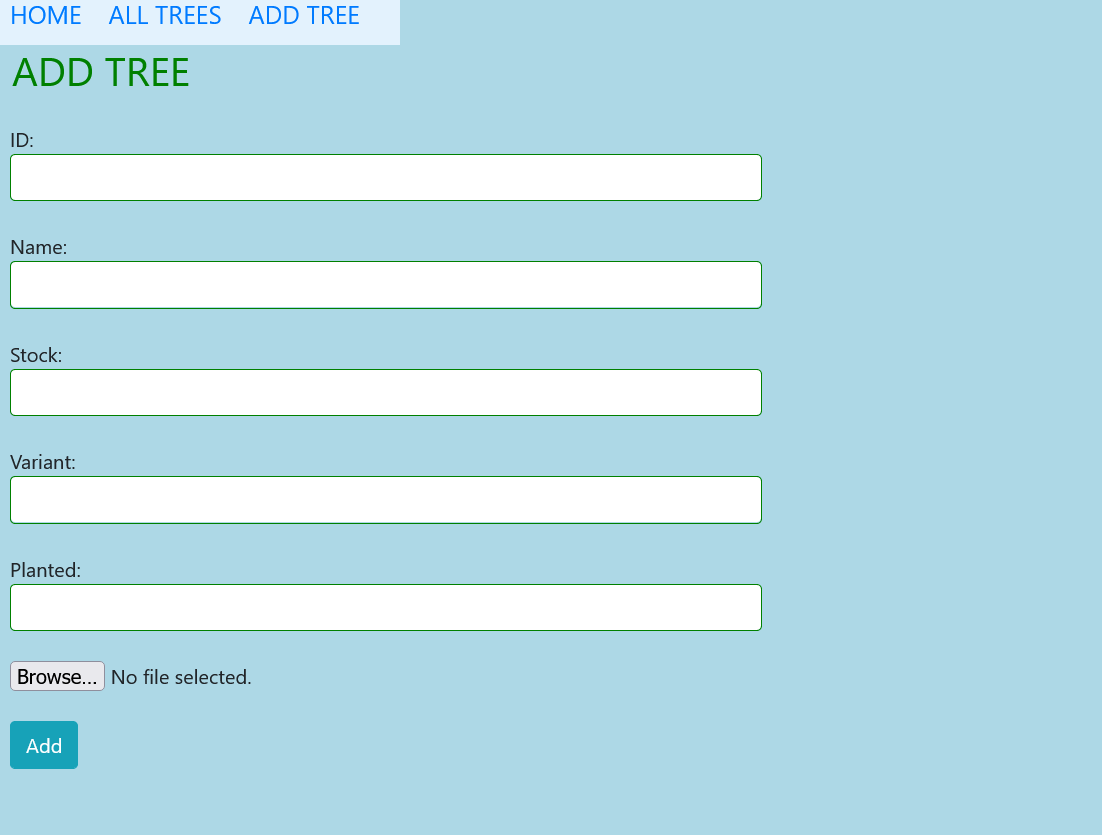 HOME ALL TREES ADD TREE
ADD TREE
ID:
Name:
Stock:
Variant:
Planted:
Browse... No file selected.
Add